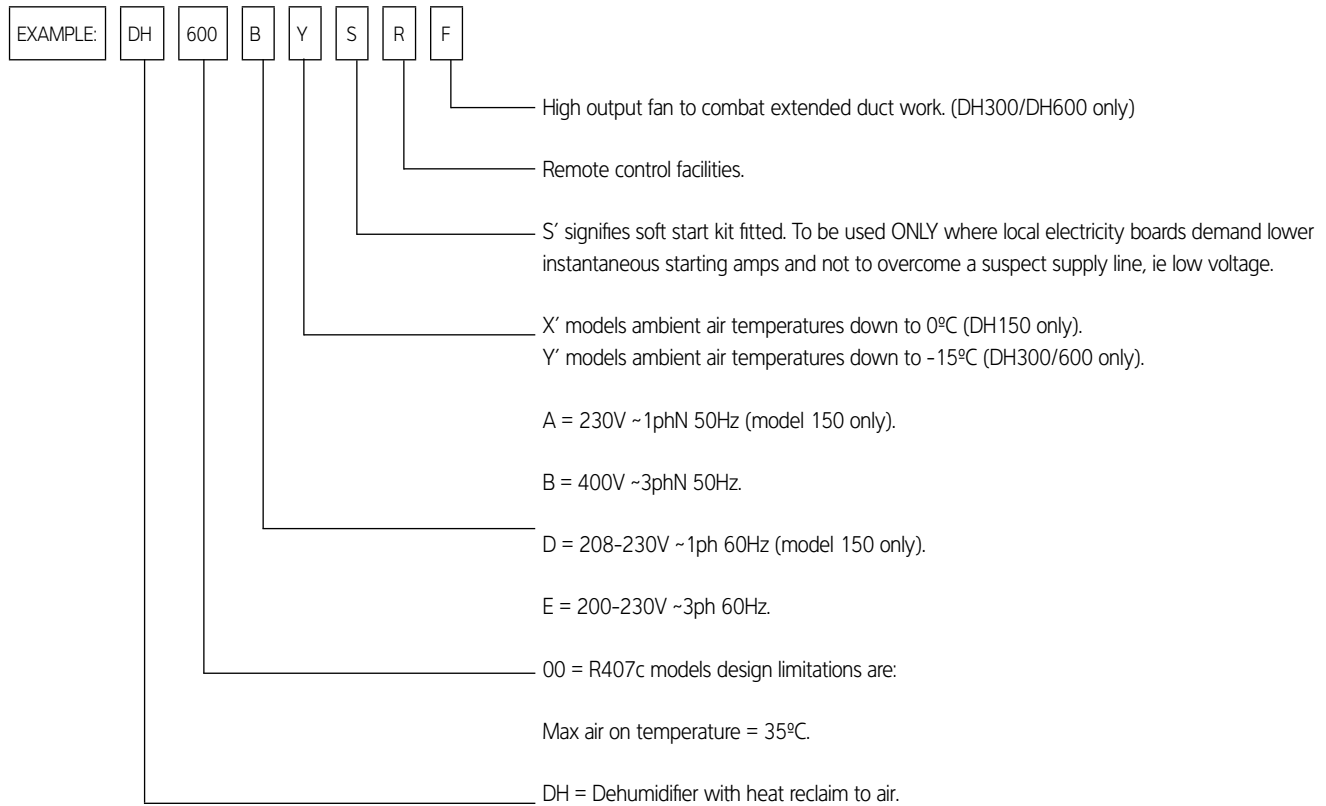 EXAMPLE: DH 600 B Y S R F
High output fan to combat extended duct work. (DH300/DH600 only)
Remote control facilities.
S’ signifies soft start kit fitted. To be used ONLY where local electricity boards demand lower
instantaneous starting amps and not to overcome a suspect supply line, ie low voltage.
X’ models ambient air temperatures down to 0ºC (DH150 only).
Y’ models ambient air temperatures down to -15ºC (DH300/600 only).
A = 230V ~1phN 50Hz (model 150 only).
B = 400V ~3phN 50Hz.
D = 208-230V ~1ph 60Hz (model 150 only).
E = 200-230V ~3ph 60Hz.
00 = R407c models design limitations are:
Max air on temperature = 35ºC.
DH = Dehumidifier with heat reclaim to air.